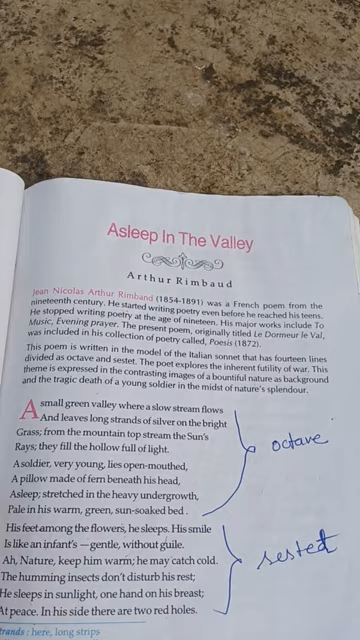 Asleep In The Valley
Arthur Rimbaud
Jean Nicolas Arthur Rimband (1854-1891) was a French poem from the
nineteenth century. He started writing poetry even before he reached his teens.
He stopped writing poetry at the age of nineteen. His major works include To
Music, Evening prayer. The present poem, originally titled Le Dormeur le Val,
was included in his collection of poetry called, Poesis (1872).
This poem is written in the model of the Italian sonnet that has fourteen lines
divided as octave and sestet. The poet explores the inherent futility of war. This
theme is expressed in the contrasting images of a bountiful nature as background
and the tragic death of a young soldier in the midst of nature's splendour.
A small green valley where a slow stream flows
And leaves long strands of silver on the bright
Grass; from the mountain top stream the Sun's
Rays; they fill the hollow full of light.
octave
A soldier, very young, lies open-mouthed,
A pillow made of fern beneath his head,
Asleep; stretched in the heavy undergrowth,
Pale in his warm, green, sun-soaked bed.
His feet among the flowers, he sleeps. His smile
Is like an infant's — gentle, without guile.
Ah, Nature, keep him warm; he may catch cold.
sested
The humming insects don't disturb his rest;
He sleeps in sunlight, one hand on his breast;
At peace. In his side there are two red holes.
trands : here, long strips